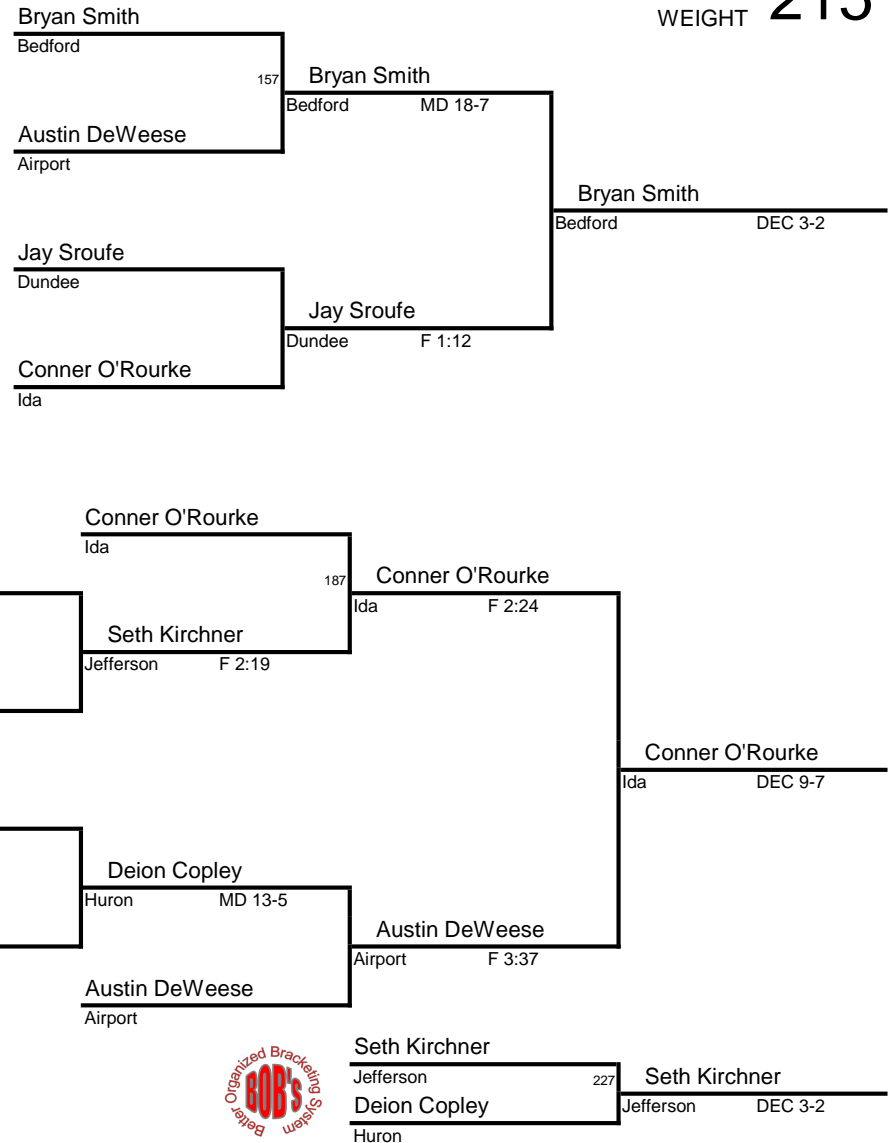 WEIGHT 215
Bryan Smith
Bedford
157
Bryan Smith
Bedford MD 18-7
Austin DeWeese
Airport
Bryan Smith
Bedford DEC 3-2
Jay Sroufe
Dundee
Jay Sroufe
Dundee F 1:12
Conner O'Rourke
Ida
Conner O'Rourke
Ida
187
Conner O'Rourke
Ida F 2:24
Seth Kirchner
Jefferson F 2:19
Conner O'Rourke
Ida DEC 9-7
Deion Copley
Huron MD 13-5
Austin DeWeese
Airport F 3:37
Austin DeWeese
Airport
Better Organized Bracketing System
BOB's
Seth Kirchner
Jefferson
227
Seth Kirchner
Jefferson DEC 3-2
Deion Copley
Huron